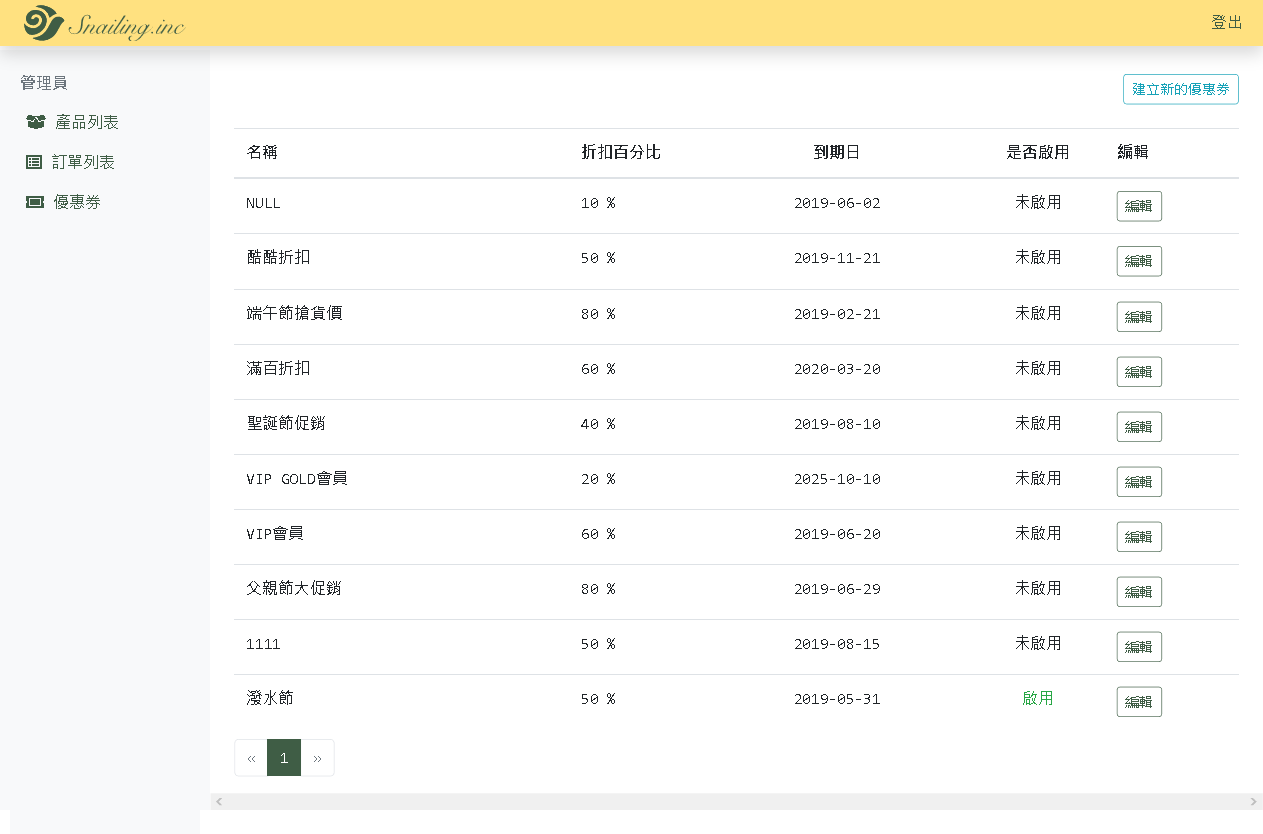 Snailing.inc 登出
管理員
產品列表
訂單列表
優惠券
建立新的優惠券
名稱 折扣百分比 到期日 是否啟用 編輯
NULL 10 % 2019-06-02 未啟用 編輯
酷酷折扣 50 % 2019-11-21 未啟用 編輯
端午節搶貨價 80 % 2019-02-21 未啟用 編輯
滿百折扣 60 % 2020-03-20 未啟用 編輯
聖誕節促銷 40 % 2019-08-10 未啟用 編輯
VIP GOLD會員 20 % 2025-10-10 未啟用 編輯
VIP會員 60 % 2019-06-20 未啟用 編輯
父親節大促銷 80 % 2019-06-29 未啟用 編輯
1111 50 % 2019-08-15 未啟用 編輯
潑水節 50 % 2019-05-31 啟用 編輯
« 1 »